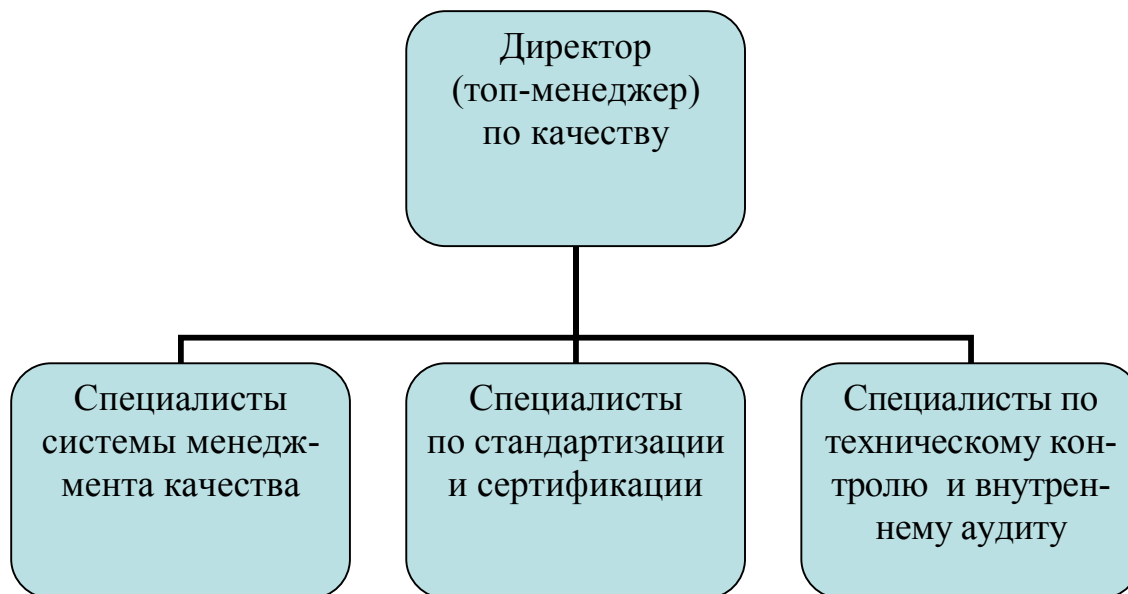 Директор
(топ-менеджер)
по качеству
Специалисты
системы менедж-
мента качества
Специалисты
по стандартизации
и сертификации
Специалисты по
техническому кон-
тролю  и внутрен-
нему аудиту